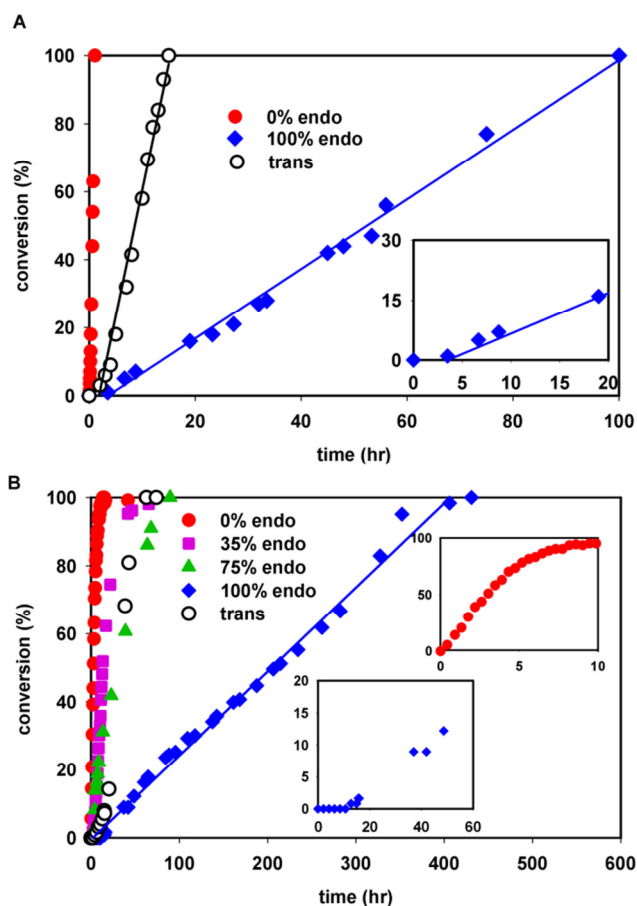 A
100
80
60
40
20
0
conversion (%)
0% endo
100% endo
trans
30
15
0
0 5 10 15 20
0 20 40 60 80 100
time (hr)
B
100
80
60
40
20
0
conversion (%)
0% endo
35% endo
75% endo
100% endo
trans
100
50
0
0 5 10
20
15
10
5
0
0 20 40 60
0 100 200 300 400 500 600
time (hr)